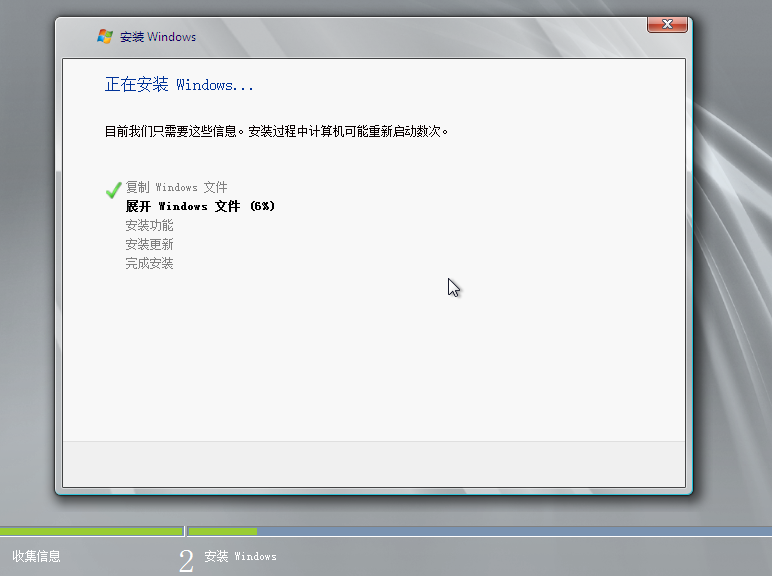 安装 Windows
正在安装 Windows...
目前我们只需要这些信息。安装过程中计算机可能重新启动数次。
复制 Windows 文件
展开 Windows 文件 (6%)
安装功能
安装更新
完成安装
收集信息
2 安装 Windows